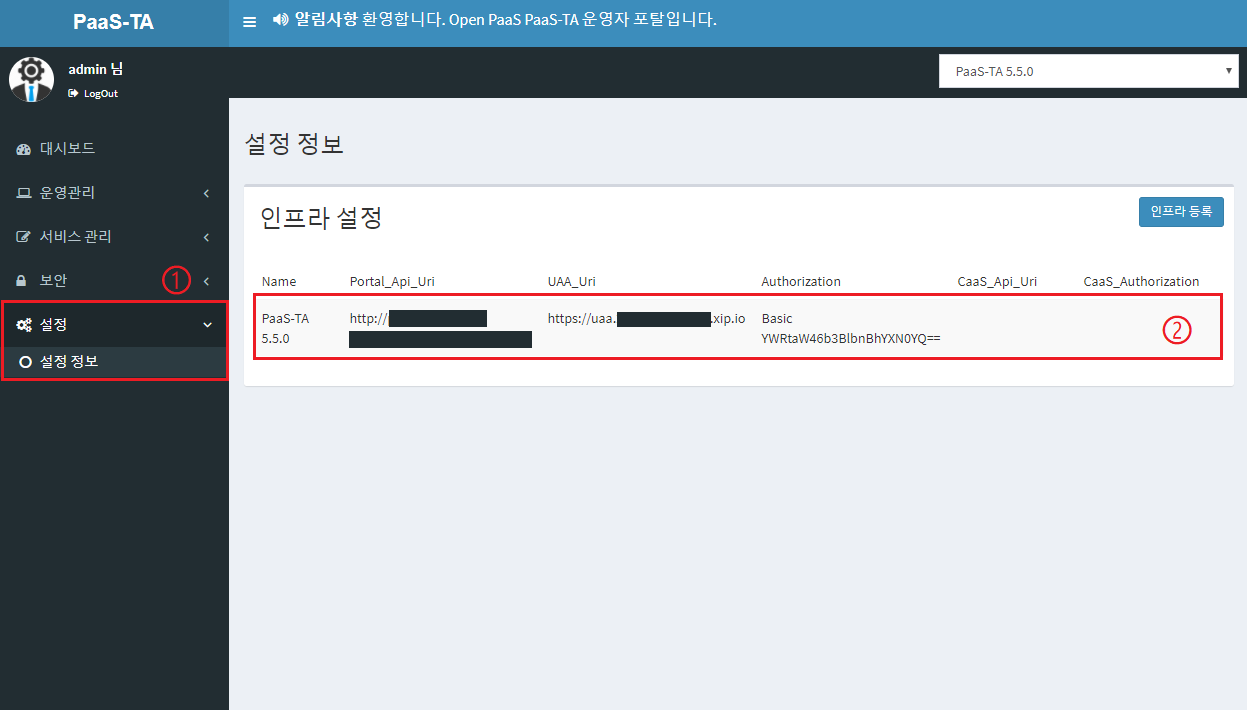 PaaS-TA
알림사항 환영합니다. Open PaaS PaaS-TA 운영자 포탈입니다.
admin 님
LogOut
PaaS-TA 5.5.0
대시보드
운영관리
서비스 관리
보안
①
설정
설정 정보
설정 정보
인프라 설정
인프라 등록
Name Portal_Api_Uri UAA_Uri Authorization CaaS_Api_Uri CaaS_Authorization
PaaS-TA http:// https://uaa. .xip.io Basic
5.5.0 YWRtaW46b3BlbnBhYXN0YQ==
②